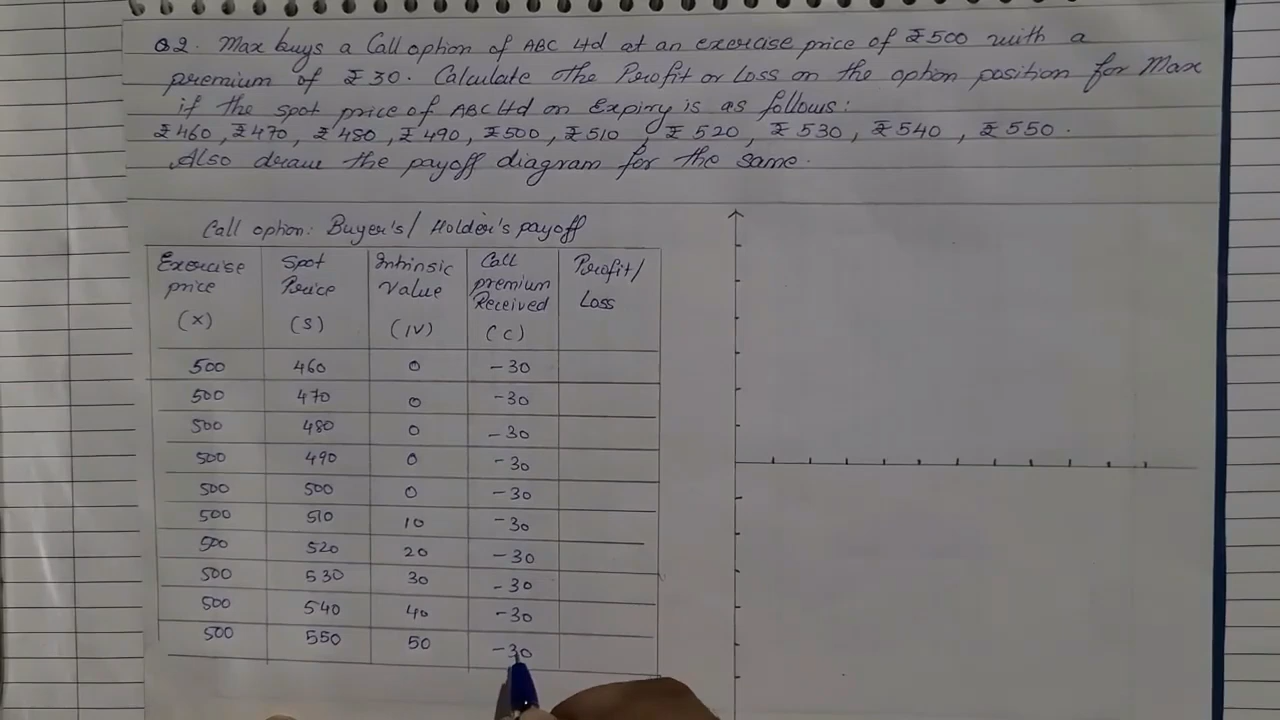 Q2. Max buys a Call option of ABC Ltd at an exercise price of ₹500 with a
premium of ₹30. Calculate the Profit or Loss on the option position for Max
if the spot price of ABC Ltd on Expiry is as follows:
₹460, ₹470, ₹480, ₹490, ₹500, ₹510, ₹520, ₹530, ₹540, ₹550.
Also draw the payoff diagram for the same.
Call option: Buyer's/ Holder's payoff
Exercise price (X) Spot Price (S) Intrinsic Value (IV) Call premium Received (C) Profit/ Loss
500 460 0 -30
500 470 0 -30
500 480 0 -30
500 490 0 -30
500 500 0 -30
500 510 10 -30
500 520 20 -30
500 530 30 -30
500 540 40 -30
500 550 50 -30